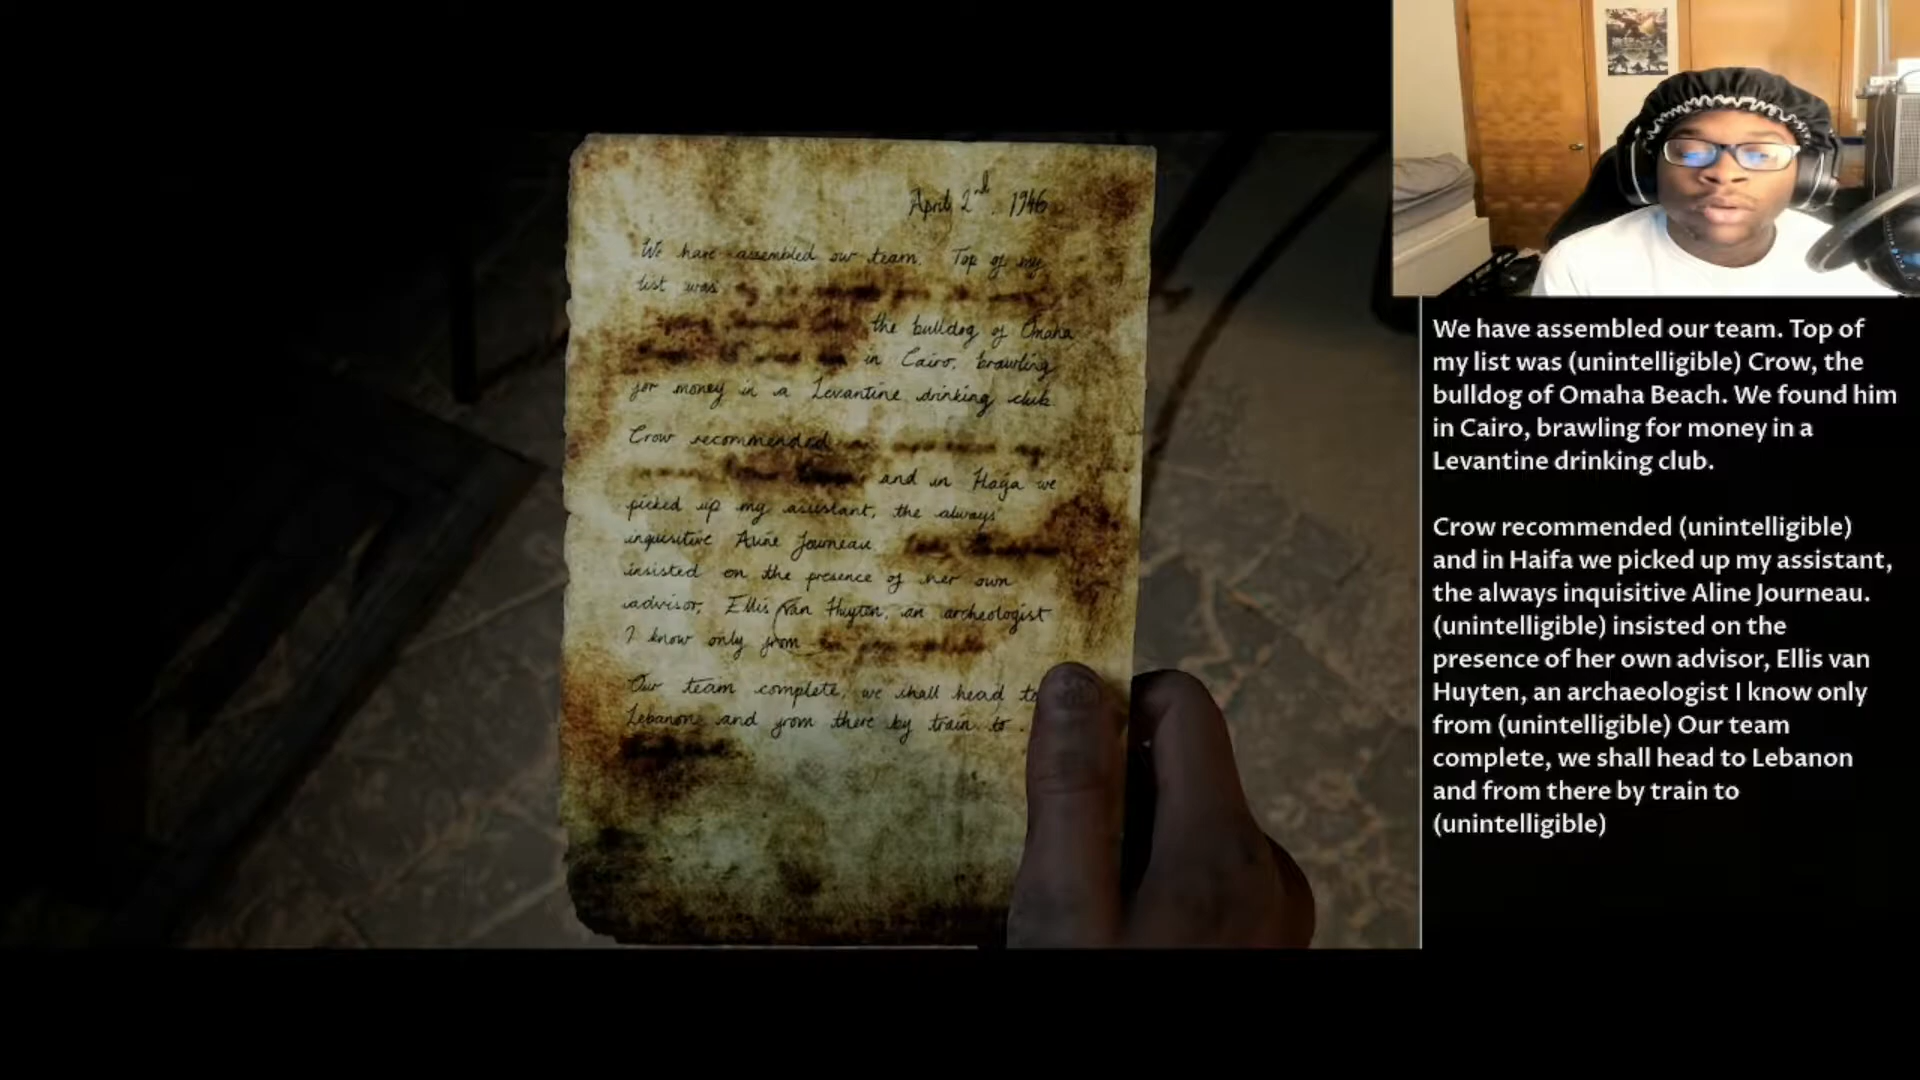 April 2nd. 1946
We have assembled our team. Top of my
list was
the bulldog of Omaha
in Cairo, brawling
for money in a Levantine drinking club.
Crow recommended
and in Haifa we
picked up my assistant, the always
inquisitive Aline Journeau
insisted on the presence of her own
advisor, Ellis van Huyten, an archeologist
I know only from
Our team complete, we shall head to
Lebanon and from there by train to
We have assembled our team. Top of
my list was (unintelligible) Crow, the
bulldog of Omaha Beach. We found him
in Cairo, brawling for money in a
Levantine drinking club.
Crow recommended (unintelligible)
and in Haifa we picked up my assistant,
the always inquisitive Aline Journeau.
(unintelligible) insisted on the
presence of her own advisor, Ellis van
Huyten, an archaeologist I know only
from (unintelligible) Our team
complete, we shall head to Lebanon
and from there by train to
(unintelligible)